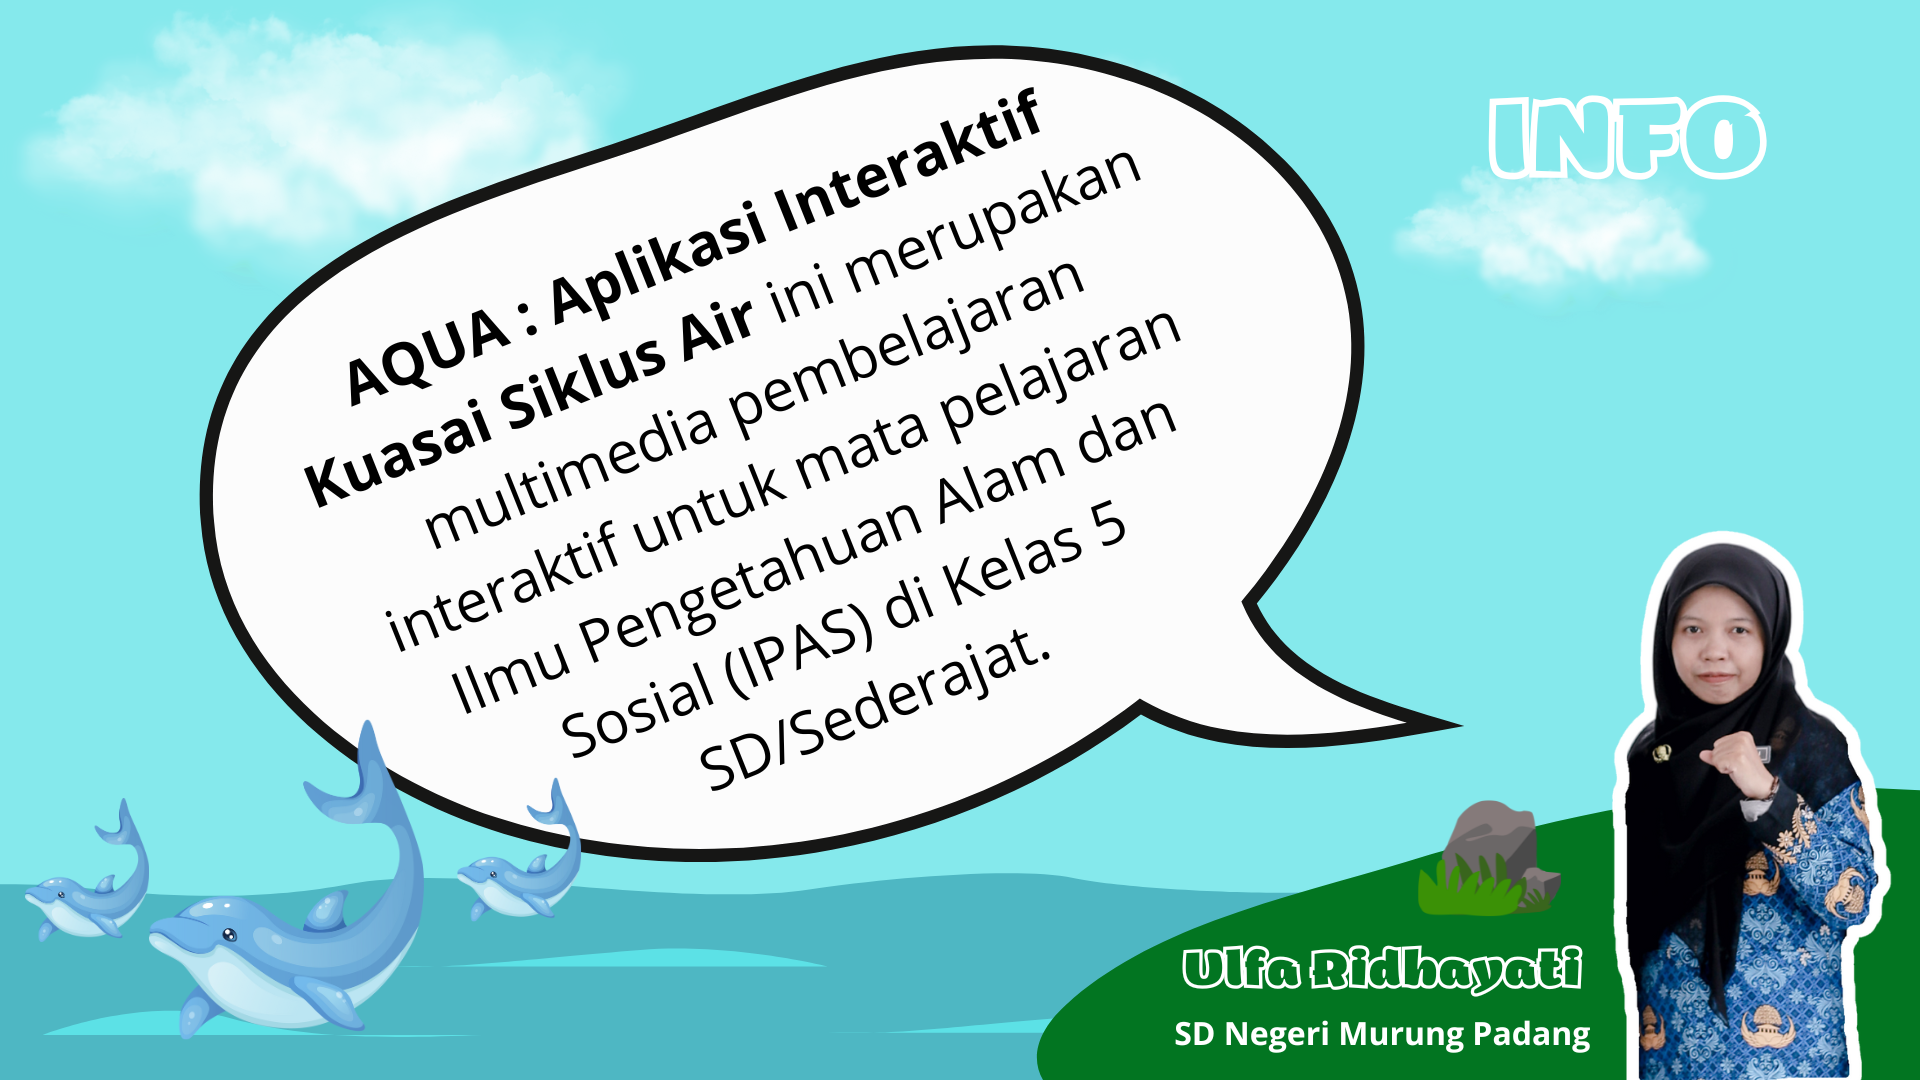 INFO
AQUA : Aplikasi Interaktif
Kuasai Siklus Air ini merupakan
multimedia pembelajaran
interaktif untuk mata pelajaran
Ilmu Pengetahuan Alam dan
Sosial (IPAS) di Kelas 5
SD/Sederajat.
Ulfa Ridhayati
SD Negeri Murung Padang